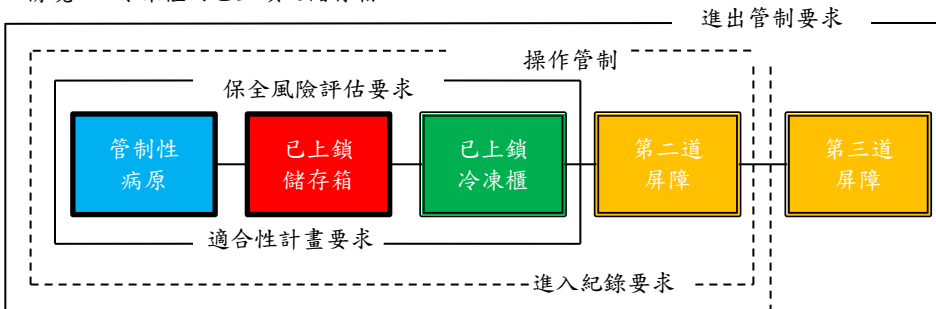 進出管制要求
操作管制
保全風險評估要求
管制性
病原
已上鎖
儲存箱
已上鎖
冷凍櫃
第二道
屏障
第三道
屏障
適合性計畫要求
進入紀錄要求